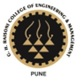 G. H. RAISONI COLLEGE OF ENGINEERING & MANAGEMENT
PUNE